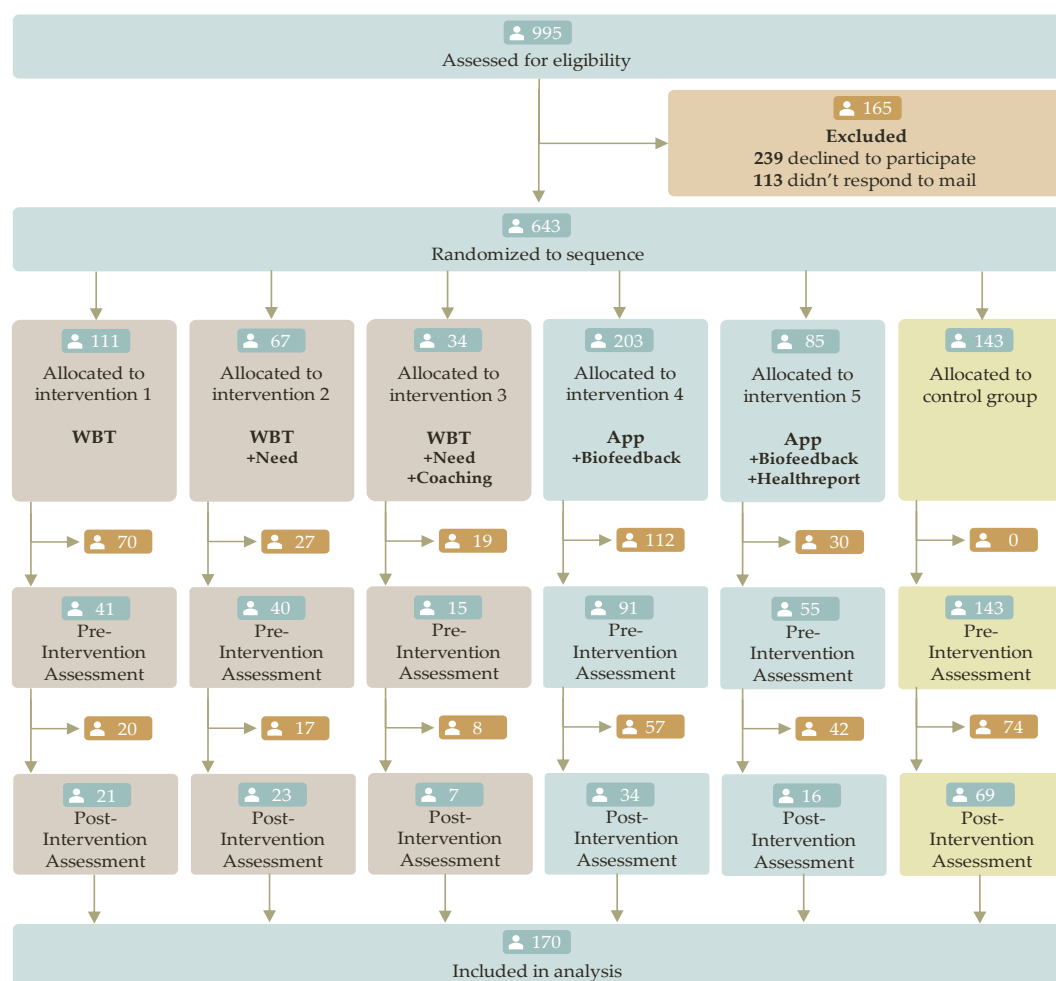 995
Assessed for eligibility
165
Excluded
239 declined to participate
113 didn't respond to mail
643
Randomized to sequence
111
Allocated to
intervention 1
WBT
67
Allocated to
intervention 2
WBT
+Need
34
Allocated to
intervention 3
WBT
+Need
+Coaching
203
Allocated to
intervention 4
App
+Biofeedback
85
Allocated to
intervention 5
App
+Biofeedback
+Healthreport
143
Allocated to
control group
70
27
19
112
30
0
41
Pre-
Intervention
Assessment
40
Pre-
Intervention
Assessment
15
Pre-
Intervention
Assessment
91
Pre-
Intervention
Assessment
55
Pre-
Intervention
Assessment
143
Pre-
Intervention
Assessment
20
17
8
57
42
74
21
Post-
Intervention
Assessment
23
Post-
Intervention
Assessment
7
Post-
Intervention
Assessment
34
Post-
Intervention
Assessment
16
Post-
Intervention
Assessment
69
Post-
Intervention
Assessment
170
Included in analysis